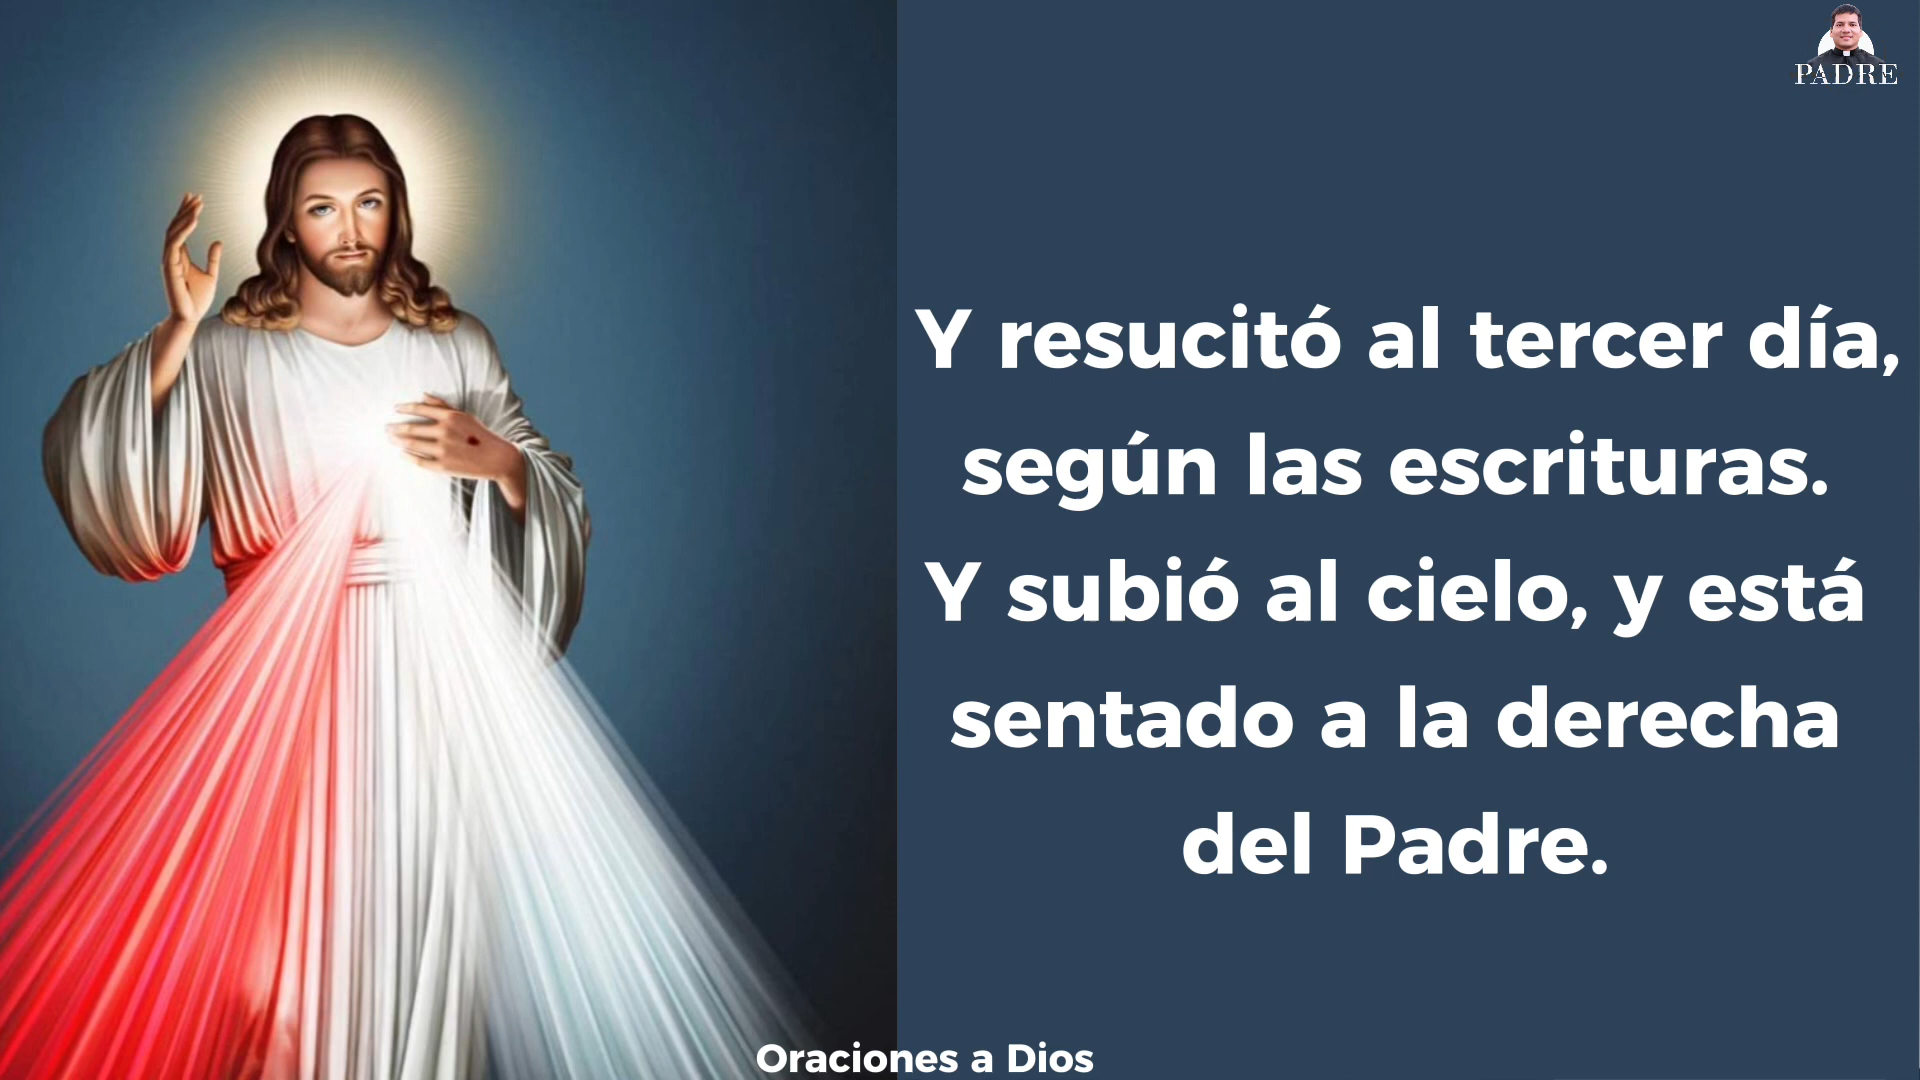 PADRE
Y resucitó al tercer día,
según las escrituras.
Y subió al cielo, y está
sentado a la derecha
del Padre.
Oraciones a Dios